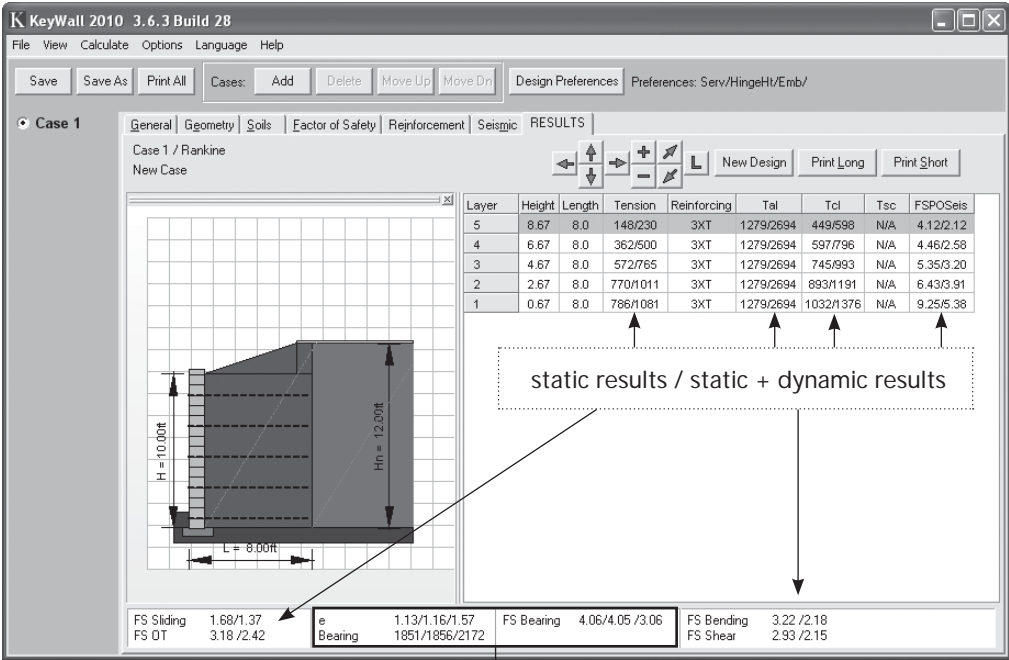 K KeyWall 2010 3.6.3 Build 28
File View Calculate Options Language Help
Save Save As Print All Cases: Add Delete Move Up Move Dn Design Preferences Preferences: Serv/HingeHt/Emb/
Case 1
General Geometry Soils Factor of Safety Reinforcement Seismic RESULTS
Case 1 / Rankine
New Case
L New Design Print Long Print Short
Layer Height Length Tension Reinforcing Tal Tcl Tsc FSPOSeis
5 8.67 8.0 148/230 3XT 1279/2694 449/598 N/A 4.12/2.12
4 6.67 8.0 362/500 3XT 1279/2694 597/796 N/A 4.46/2.58
3 4.67 8.0 572/765 3XT 1279/2694 745/993 N/A 5.35/3.20
2 2.67 8.0 770/1011 3XT 1279/2694 893/1191 N/A 6.43/3.91
1 0.67 8.0 786/1081 3XT 1279/2694 1032/1376 N/A 9.25/5.38
static results / static + dynamic results
H = 10.00ft
Hn = 12.00ft
L = 8.00ft
FS Sliding 1.68/1.37
FS OT 3.18 /2.42
e 1.13/1.16/1.57
Bearing 1851/1856/2172
FS Bearing 4.06/4.05 /3.06
FS Bending 3.22 /2.18
FS Shear 2.93 /2.15